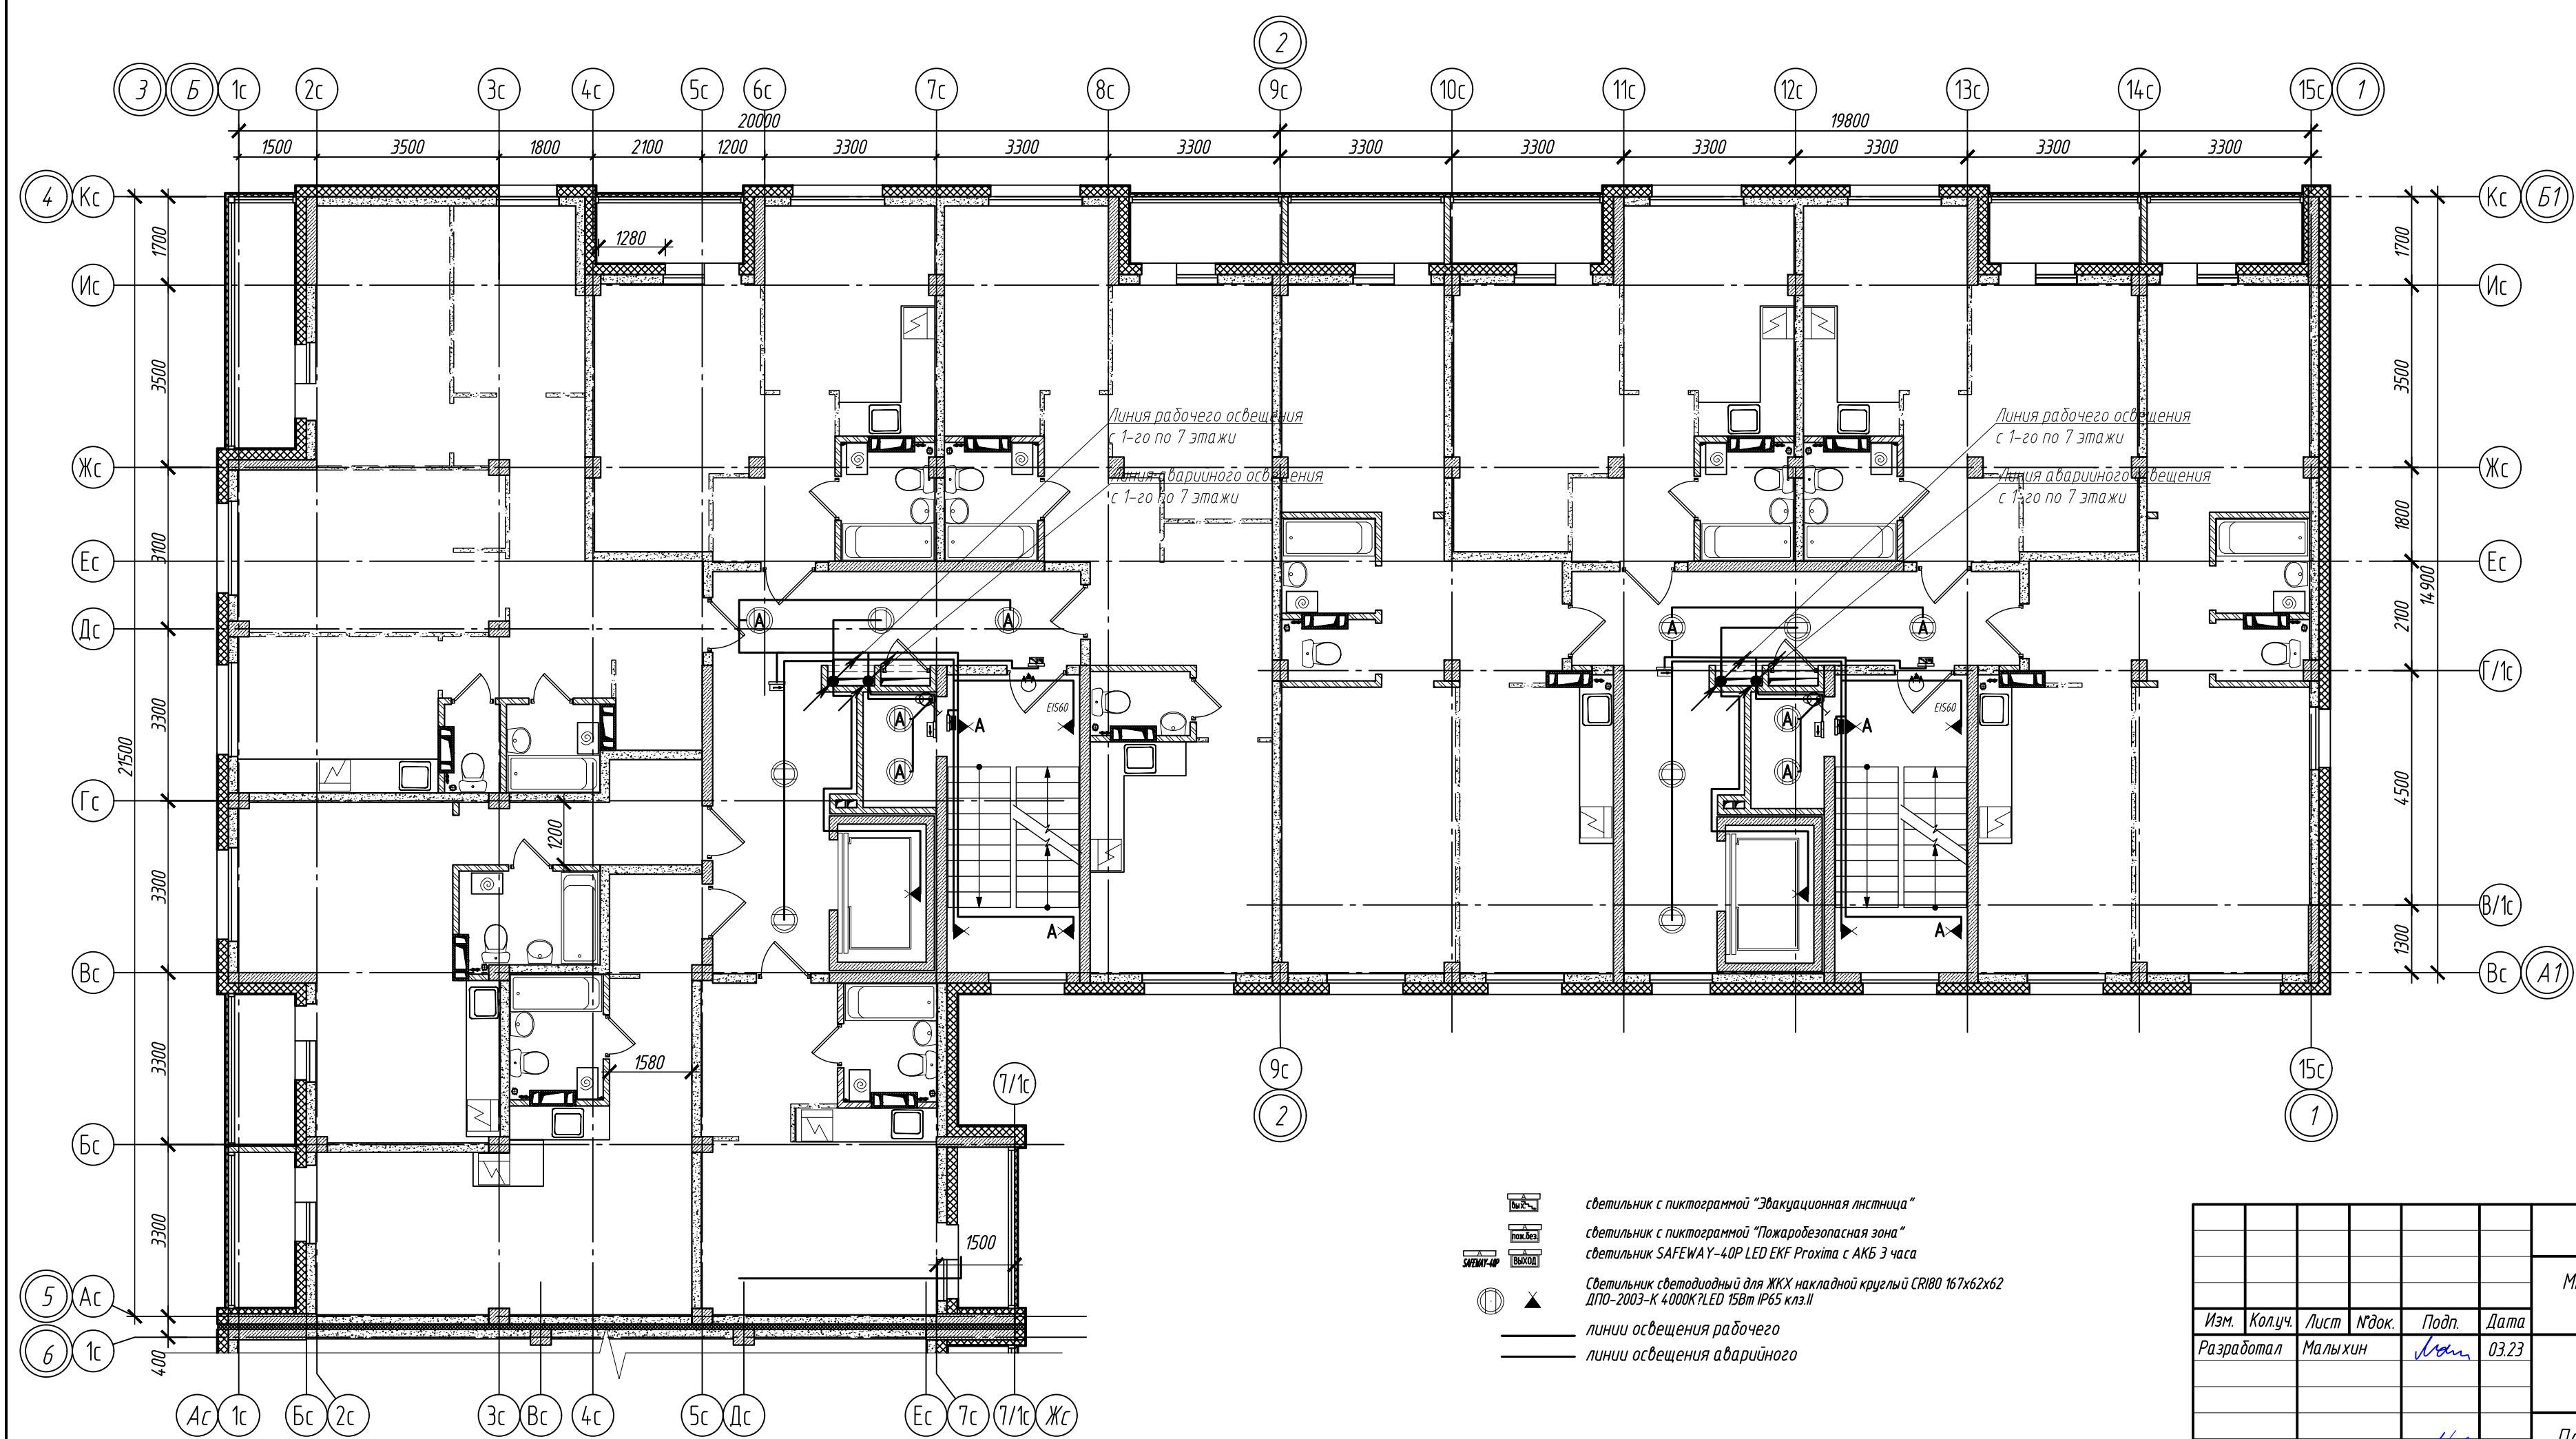 2
3 Б 1с 2с 3с 4с 5с 6с 7с 8с 9с 10с 11с 12с 13с 14с 15с 1
20000 19800
1500 3500 1800 2100 1200 3300 3300 3300 3300 3300 3300 3300 3300 3300
4 Кс Кс Б1
1700 1280 1700
Ис Ис
3500 3500
Линия рабочего освещения Линия рабочего освещения
с 1-го по 7 этажи с 1-го по 7 этажи
Жс Жс
Линия аварийного освещения Линия аварийного освещения
с 1-го по 7 этажи с 1-го по 7 этажи
3100 1800
Ес Ес
14900
2100
Дс А А А А
Г/1с
3300 EIS60 EIS60
А А А А
21500 А А
4500
Гс
1200
3300
В/1с
А А
1300
Вс Вс А1
3300 1580
7/1с 9с 15с
2 1
Бс
3300 1500
вых.
светильник с пиктограммой "Эвакуационная лнстница"
пож.без.
светильник с пиктограммой "Пожаробезопасная зона"
SAFEWAY-40P ВЫХОД светильник SAFEWAY-40P LED EKF Proxima с АКБ 3 часа
Светильник светодиодный для ЖКХ накладной круглый CRI80 167х62х62
ДПО-2003-К 4000К?LED 15Вт IP65 клз.II
линии освещения рабочего
линии освещения аварийного
5 Ас
6 1с
400
Изм. Кол.уч. Лист №док. Подп. Дата
Разработал Малыхин 03.23
Ас 1с Бс 2с 3с Вс 4с 5с Дс Ес 7с 7/1с Жс